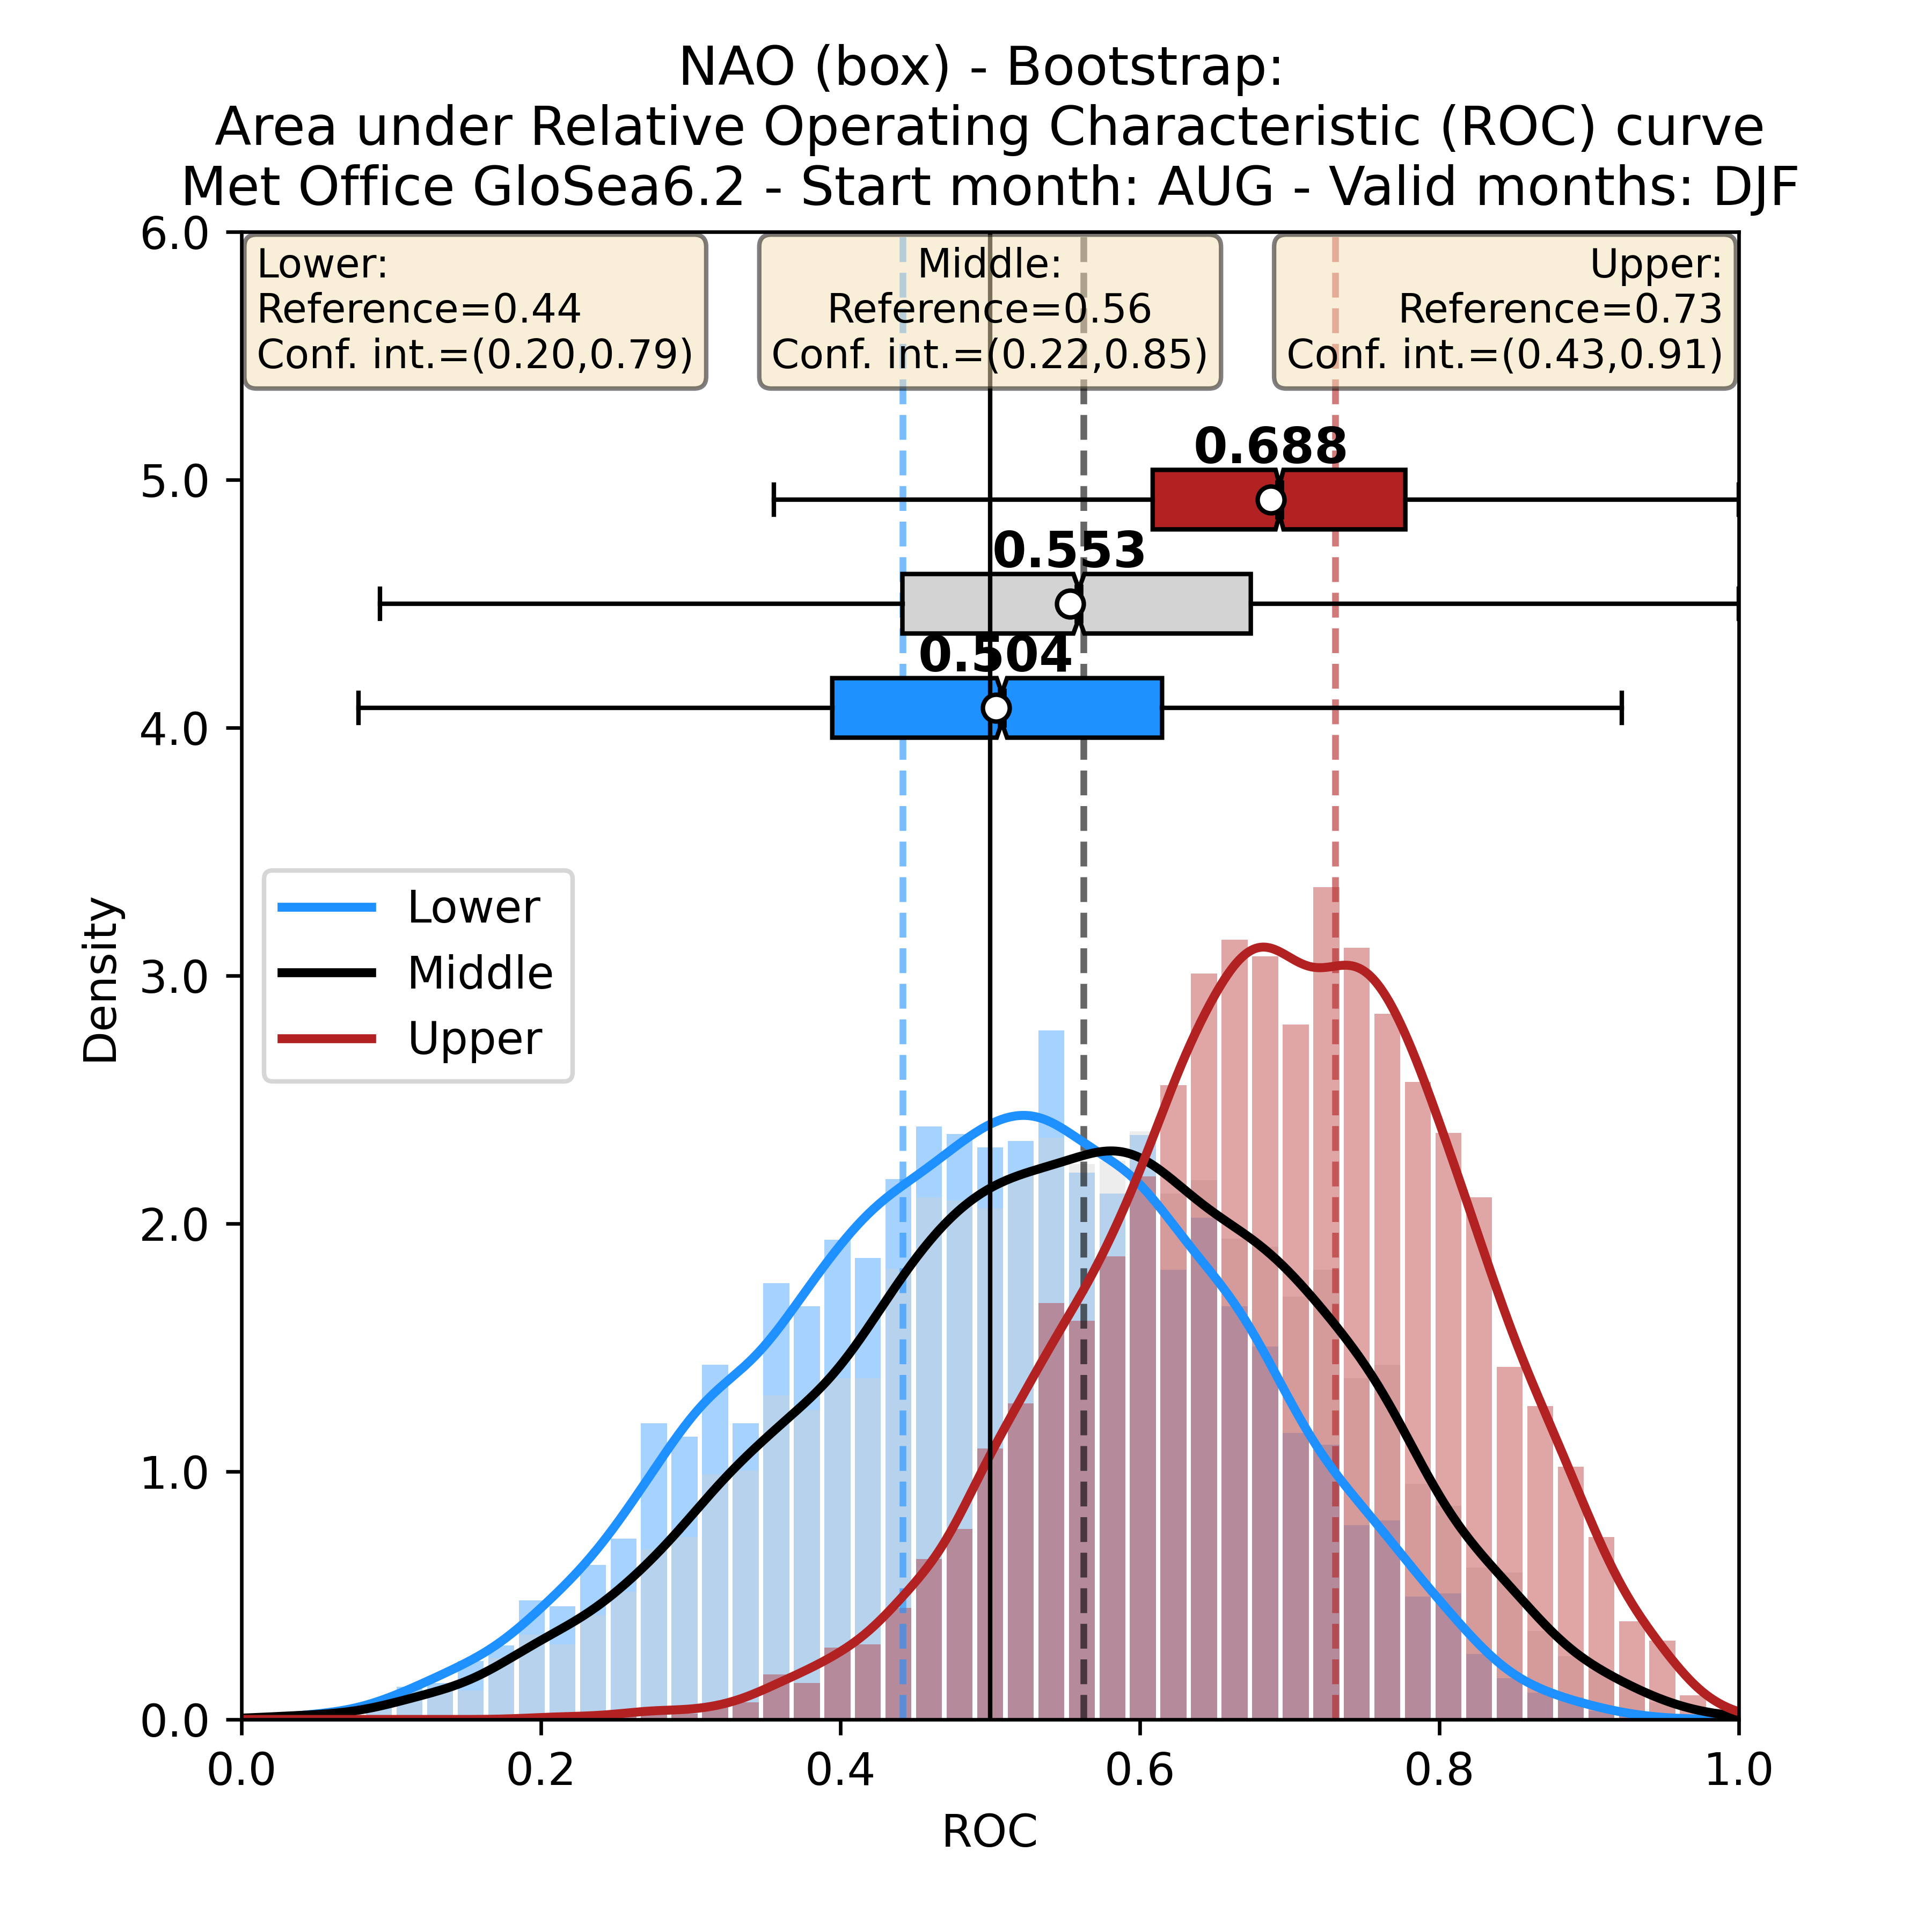 NAO (box) - Bootstrap:
Area under Relative Operating Characteristic (ROC) curve
Met Office GloSea6.2 - Start month: AUG - Valid months: DJF
Lower:
Reference=0.44
Conf. int.=(0.20,0.79)
Middle:
Reference=0.56
Conf. int.=(0.22,0.85)
Upper:
Reference=0.73
Conf. int.=(0.43,0.91)
0.688
0.553
0.504
Lower
Middle
Upper
Density
6.0
5.0
4.0
3.0
2.0
1.0
0.0
0.0 0.2 0.4 0.6 0.8 1.0
ROC